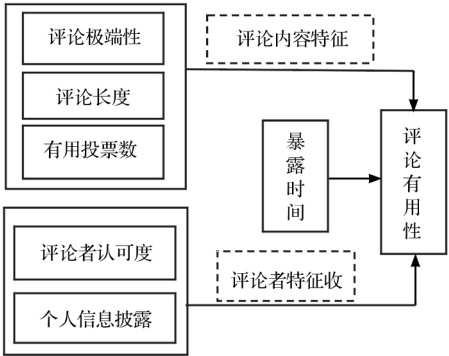 评论极端性
评论长度
有用投票数
评论内容特征
暴露时间
评论有用性
评论者认可度
个人信息披露
评论者特征收